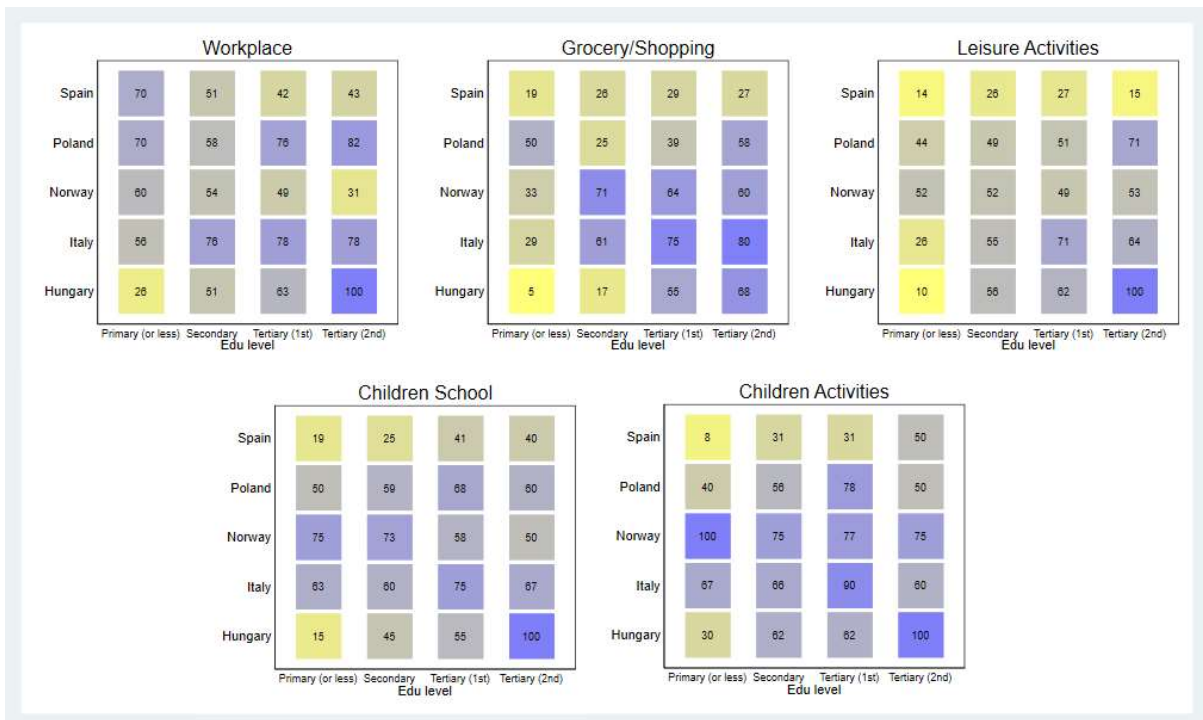 Workplace
Spain 70 51 42 43
Poland 70 58 76 82
Norway 60 54 49 31
Italy 56 76 78 78
Hungary 26 51 63 100
Primary (or less) Secondary Tertiary (1st) Tertiary (2nd)
Edu level
Grocery/Shopping
Spain 19 26 29 27
Poland 50 25 39 58
Norway 33 71 64 60
Italy 29 61 75 80
Hungary 5 17 55 68
Primary (or less) Secondary Tertiary (1st) Tertiary (2nd)
Edu level
Leisure Activities
Spain 14 26 27 15
Poland 44 49 51 71
Norway 52 52 49 53
Italy 26 55 71 64
Hungary 10 56 62 100
Primary (or less) Secondary Tertiary (1st) Tertiary (2nd)
Edu level
Children School
Spain 19 25 41 40
Poland 50 59 68 60
Norway 75 73 58 50
Italy 63 60 75 67
Hungary 15 45 55 100
Primary (or less) Secondary Tertiary (1st) Tertiary (2nd)
Edu level
Children Activities
Spain 8 31 31 50
Poland 40 56 78 50
Norway 100 75 77 75
Italy 67 66 90 60
Hungary 30 62 62 100
Primary (or less) Secondary Tertiary (1st) Tertiary (2nd)
Edu level